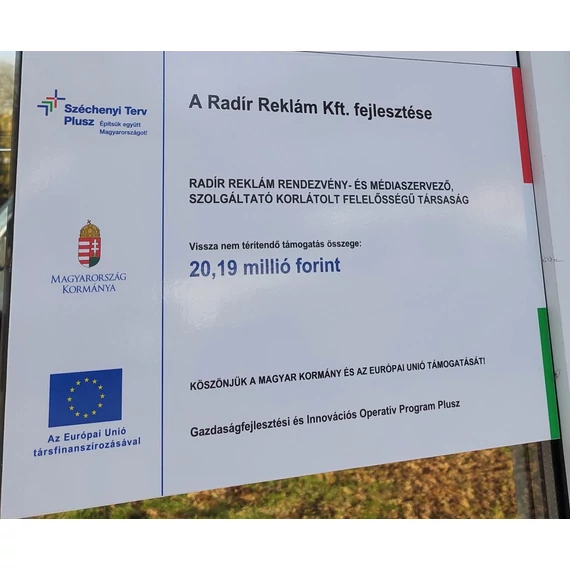 Széchenyi Terv
Plusz Építsük együtt
Magyarországot!
MAGYARORSZÁG
KORMÁNYA
Az Európai Unió
társfinanszírozásával
A Radír Reklám Kft. fejlesztése
RADÍR REKLÁM RENDEZVÉNY- ÉS MÉDIASZERVEZŐ,
SZOLGÁLTATÓ KORLÁTOLT FELELŐSSÉGŰ TÁRSASÁG
Vissza nem térítendő támogatás összege:
20,19 millió forint
KÖSZÖNJÜK A MAGYAR KORMÁNY ÉS AZ EURÓPAI UNIÓ TÁMOGATÁSÁT!
Gazdaságfejlesztési és Innovációs Operatív Program Plusz